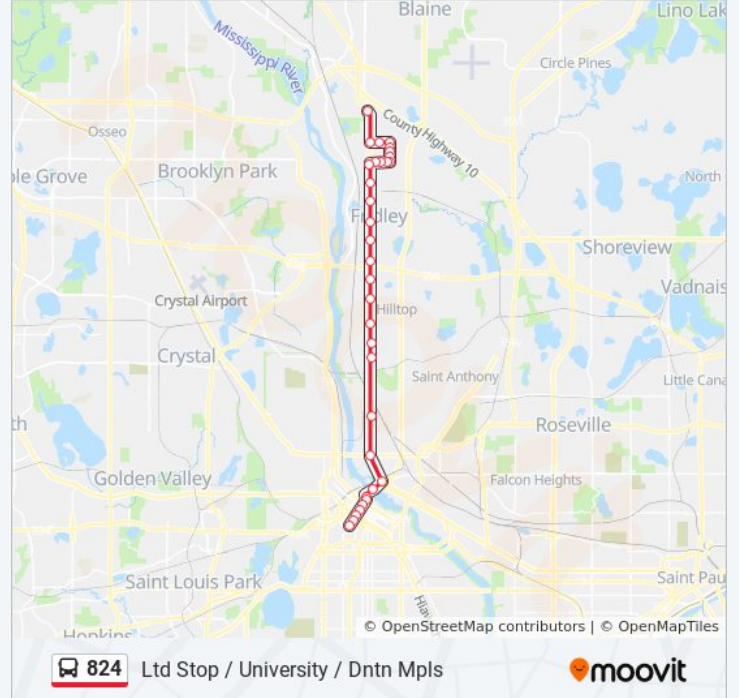 Blaine
Lino Lak
Mississippi River
Circle Pines
Osseo
County Highway 10
ple Grove
Brooklyn Park
North
Fridley
Shoreview
Crystal Airport
Vadnais
Hilltop
Crystal
Saint Anthony
Little Cana
th
Roseville
Golden Valley
Falcon Heights
Saint Louis Park
Saint Pau
Hiaw
Hopkins
© OpenStreetMap contributors | © OpenMapTiles
824 Ltd Stop / University / Dntn Mpls
moovit